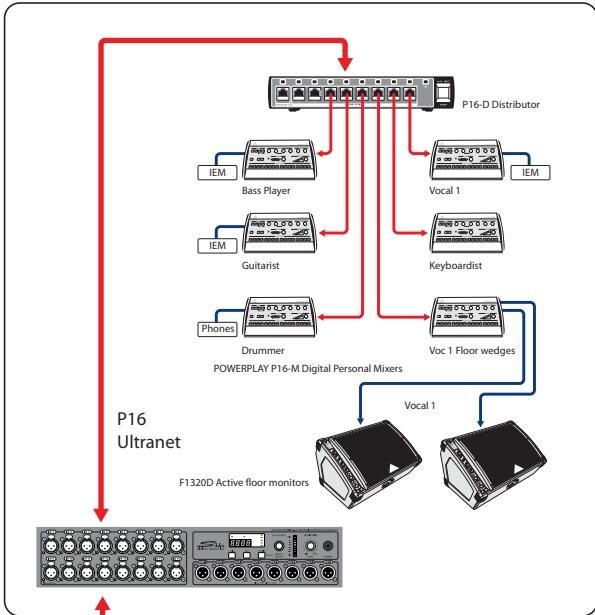 P16-D Distributor
IEM
IEM
Bass Player
Vocal 1
IEM
Guitarist
Keyboardist
Phones
Drummer
Voc 1 Floor wedges
POWERPLAY P16-M Digital Personal Mixers
P16
Ultranet
Vocal 1
F1320D Active floor monitors